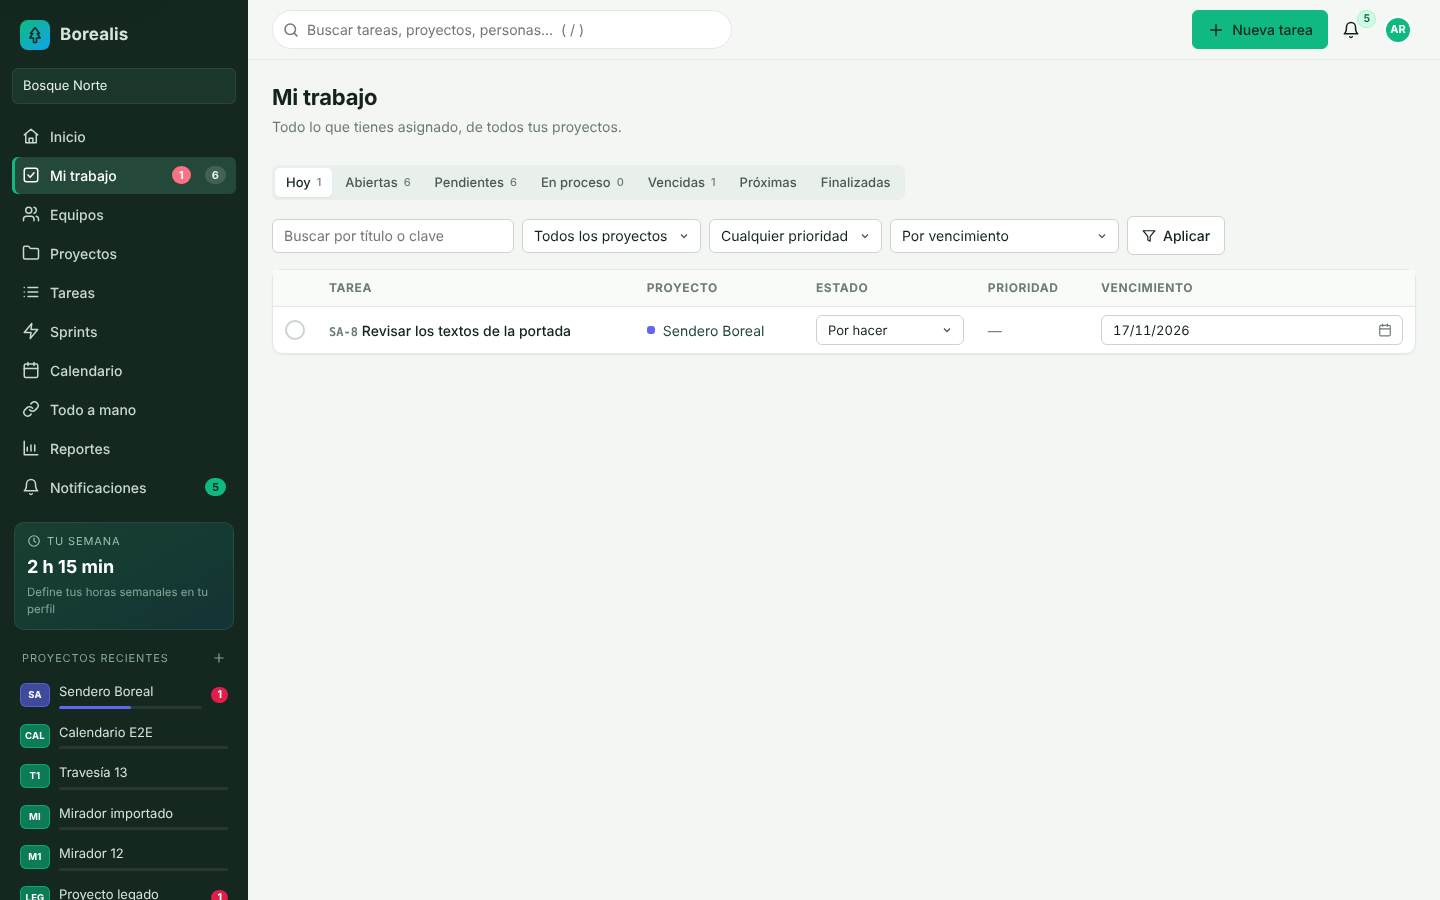 Borealis
Bosque Norte
Inicio
Mi trabajo 1 6
Equipos
Proyectos
Tareas
Sprints
Calendario
Todo a mano
Reportes
Notificaciones 5
TU SEMANA
2 h 15 min
Define tus horas semanales en tu
perfil
PROYECTOS RECIENTES
SA Sendero Boreal 1
CAL Calendario E2E
T1 Travesía 13
MI Mirador importado
M1 Mirador 12
LEG Proyecto legado 1
Buscar tareas, proyectos, personas... ( / )
Nueva tarea
5
AR
Mi trabajo
Todo lo que tienes asignado, de todos tus proyectos.
Hoy 1 Abiertas 6 Pendientes 6 En proceso 0 Vencidas 1 Próximas Finalizadas
Buscar por título o clave Todos los proyectos Cualquier prioridad Por vencimiento Aplicar
TAREA PROYECTO ESTADO PRIORIDAD VENCIMIENTO
SA-8 Revisar los textos de la portada Sendero Boreal Por hacer — 17/11/2026